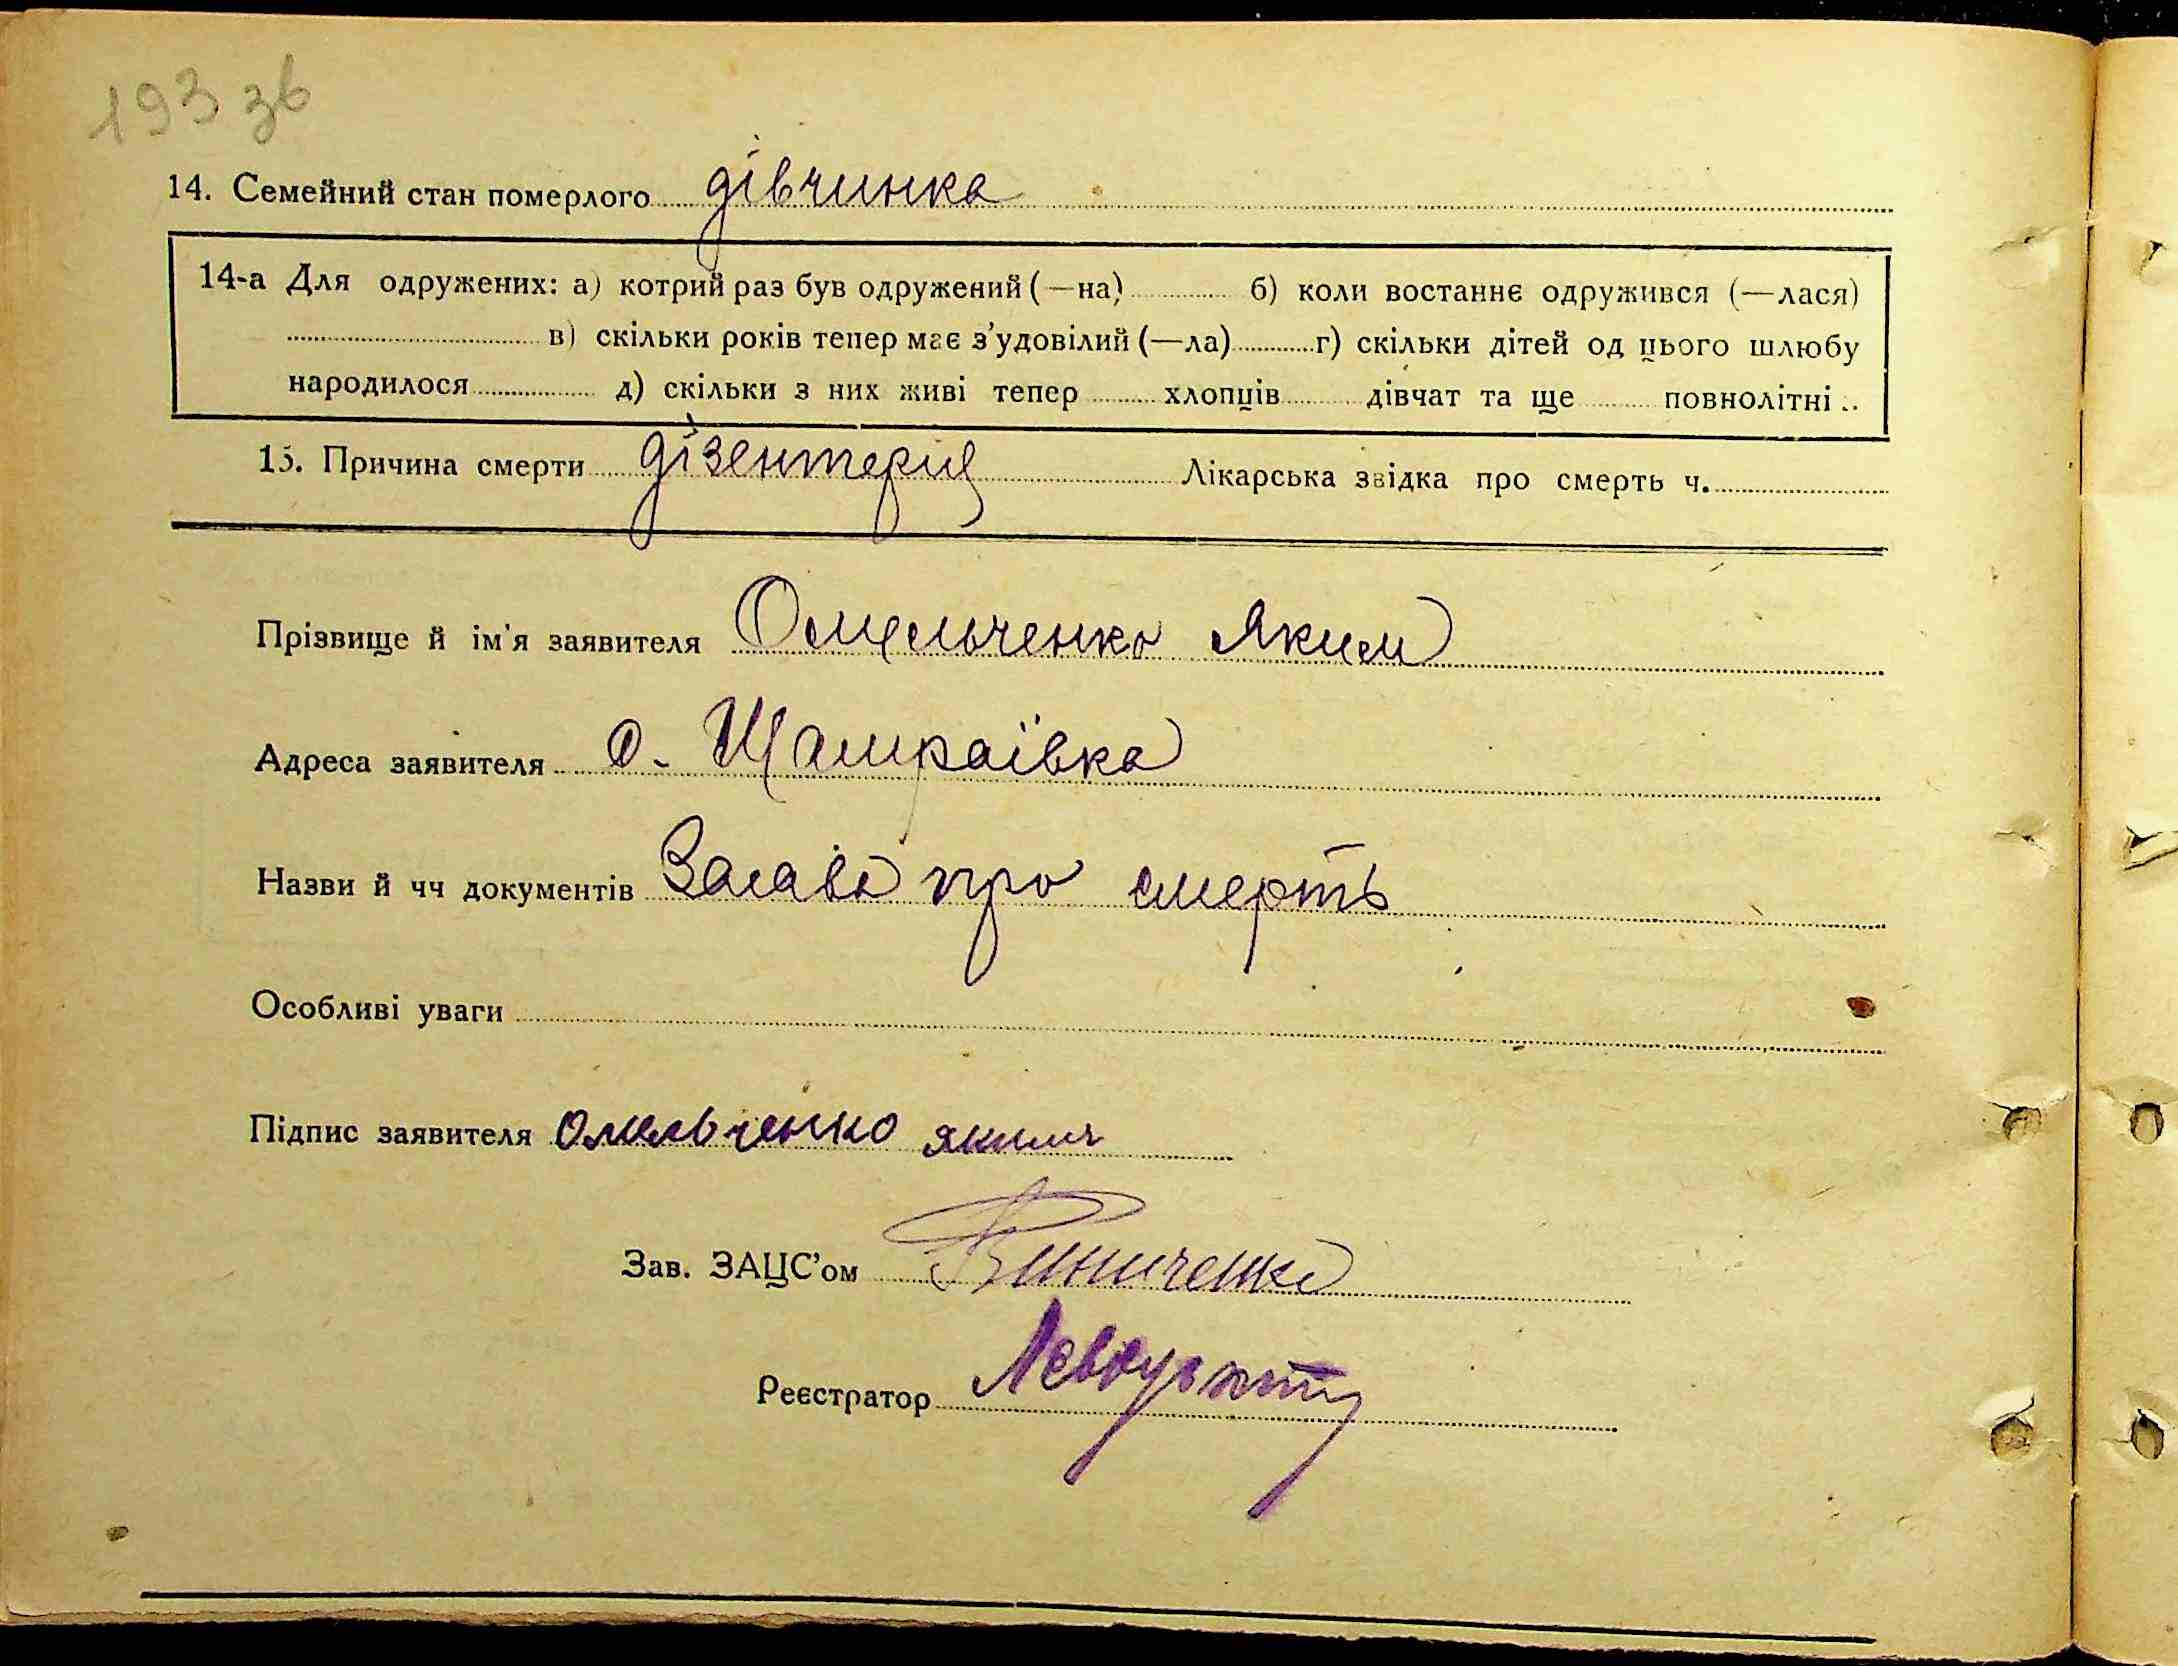 193 зв
14. Семейний стан померлого дівчинка
14-а Для одружених: а) котрий раз був одружений (—на) б) коли востаннє одружився (—лася)
в) скільки років тепер має з'удовілий (—ла) г) скільки дітей од цього шлюбу
народилося д) скільки з них живі тепер хлопців дівчат та ще повнолітні
15. Причина смерти дізентерия Лікарська звідка про смерть ч.
Прізвище й ім'я заявителя Омельченко Яким
Адреса заявителя с. Шамраївка
Назви й чч документів про смерть
Особливі уваги
Підпис заявителя Омельченко Яким
Зав. ЗАЦС'ом Винниченко
Реєстратор